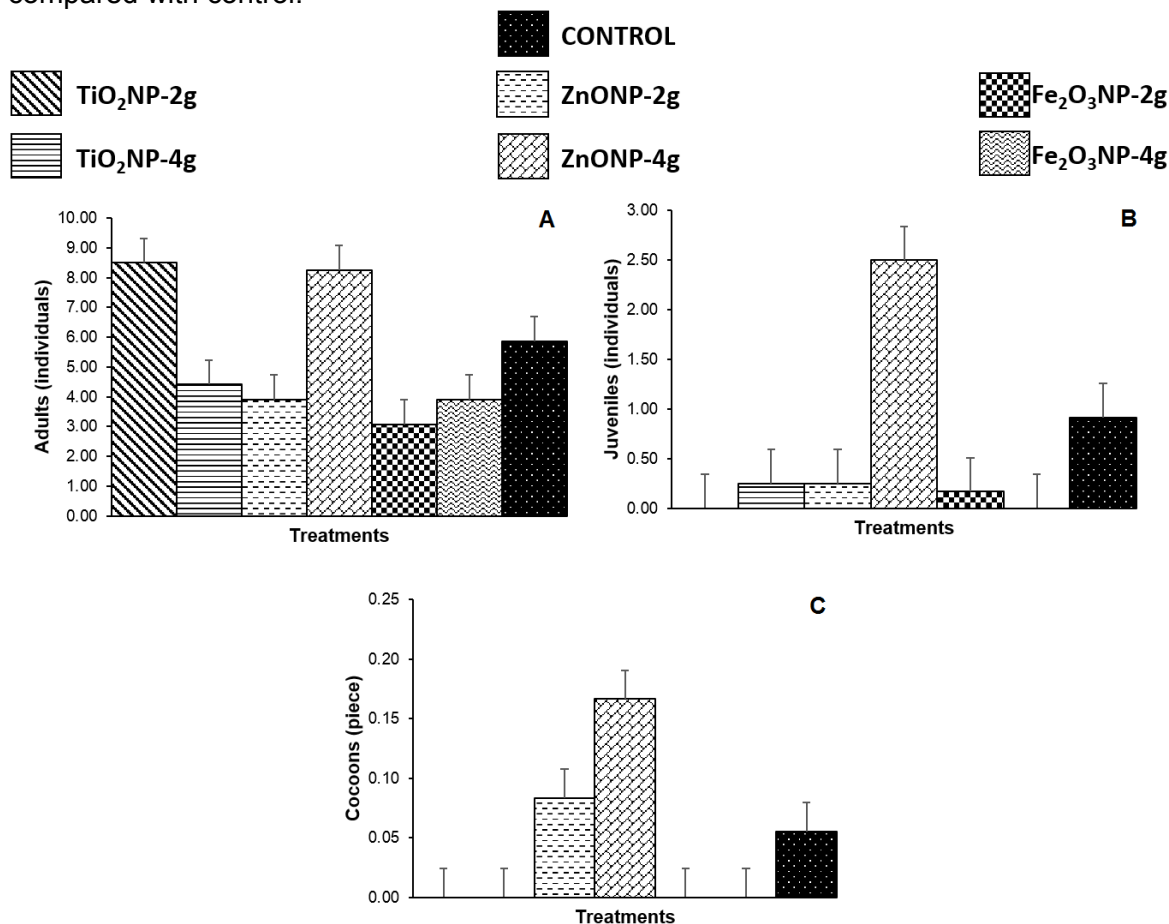 compared with control.
CONTROL
TiO₂NP-2g
ZnONP-2g
Fe₂O₃NP-2g
TiO₂NP-4g
ZnONP-4g
Fe₂O₃NP-4g
A
Adults (individuals)
10.00
9.00
8.00
7.00
6.00
5.00
4.00
3.00
2.00
1.00
0.00
Treatments
B
Juveniles (individuals)
3.00
2.50
2.00
1.50
1.00
0.50
0.00
Treatments
C
Cocoons (piece)
0.25
0.20
0.15
0.10
0.05
0.00
Treatments